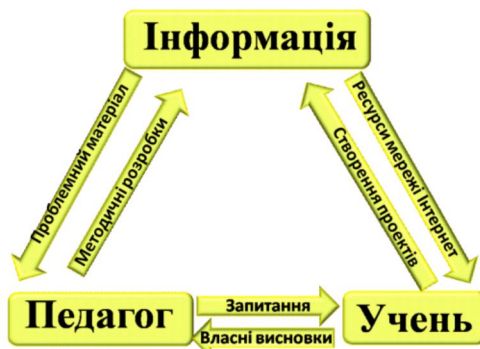 Інформація
Проблемний матеріал
Методичні розробки
Створення проектів
Ресурси мережі Інтернет
Педагог
Запитання
Власні висновки
Учень